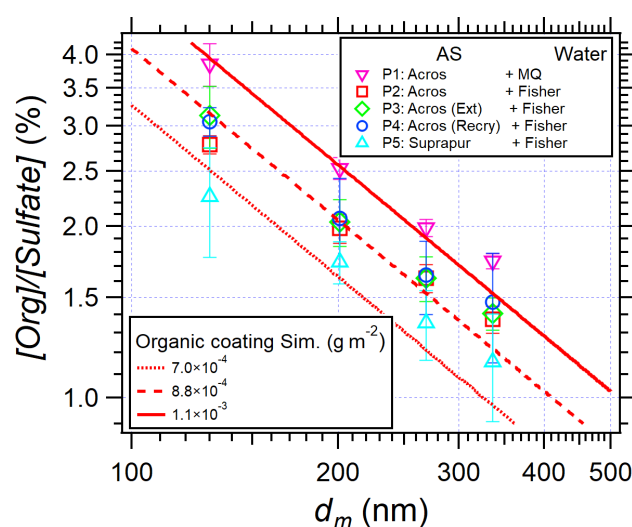 AS Water
P1: Acros + MQ
P2: Acros + Fisher
P3: Acros (Ext) + Fisher
P4: Acros (Recry) + Fisher
P5: Suprapur + Fisher
[Org]/[Sulfate] (%)
4.0
3.5
3.0
2.5
2.0
1.5
1.0
Organic coating Sim. (g m⁻²)
7.0×10⁻⁴
8.8×10⁻⁴
1.1×10⁻³
100 200 300 400 500
dₘ (nm)